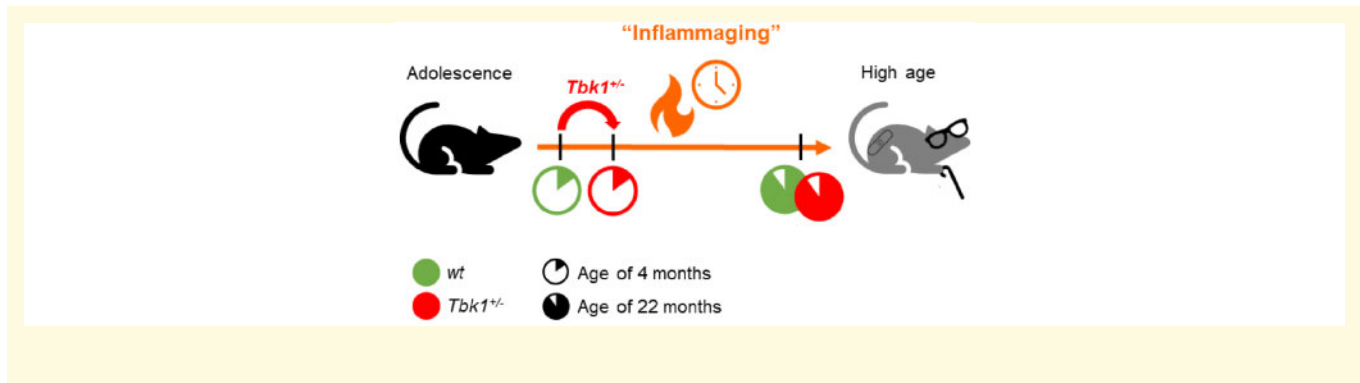 “Inflammaging”
Adolescence
Tbk1+/-
High age
wt
Age of 4 months
Tbk1+/-
Age of 22 months